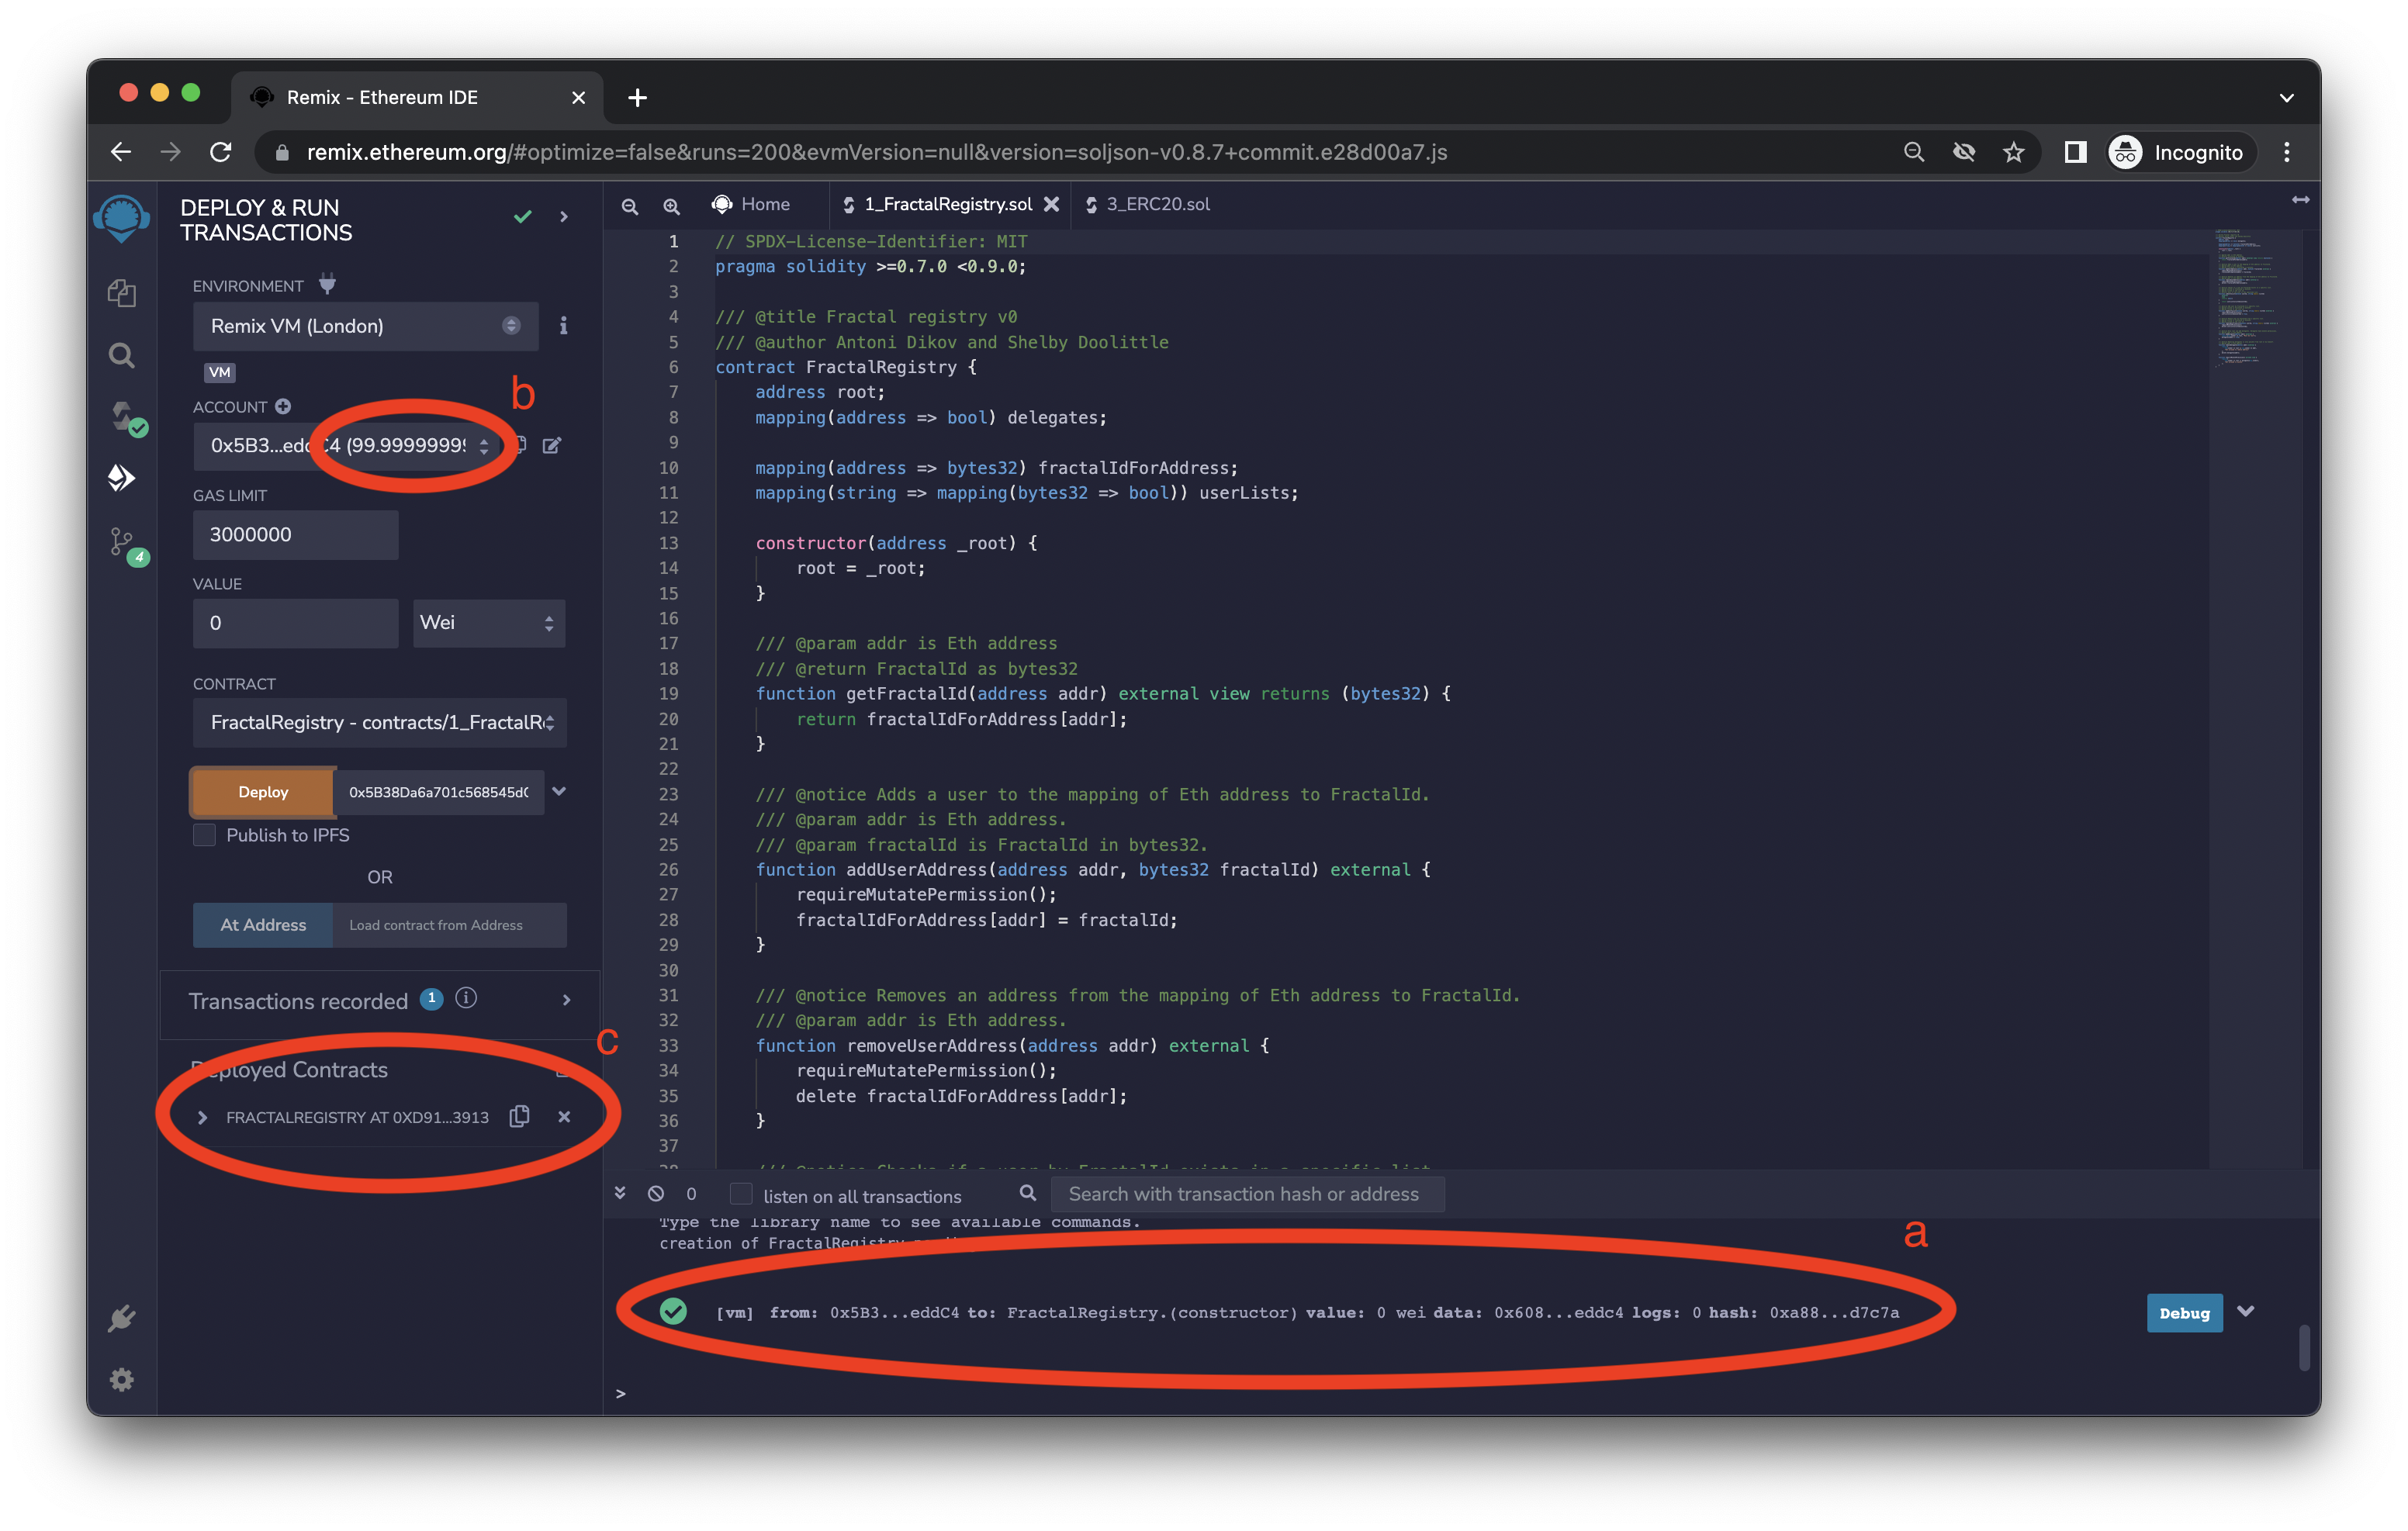 Remix - Ethereum IDE
remix.ethereum.org/#optimize=false&runs=200&evmVersion=null&version=soljson-v0.8.7+commit.e28d00a7.js
Incognito
DEPLOY & RUN
TRANSACTIONS
ENVIRONMENT
Remix VM (London)
VM
ACCOUNT
b
0x5B3...eddC4 (99.9999999
GAS LIMIT
3000000
VALUE
0
Wei
CONTRACT
FractalRegistry - contracts/1_FractalR
Deploy
0x5B38Da6a701c568545d
Publish to IPFS
OR
At Address
Load contract from Address
Transactions recorded 1 i
c
Deployed Contracts
FRACTALREGISTRY AT 0XD91...3913
4
Home
1_FractalRegistry.sol
3_ERC20.sol
1 // SPDX-License-Identifier: MIT
2 pragma solidity >=0.7.0 <0.9.0;
3
4 /// @title Fractal registry v0
5 /// @author Antoni Dikov and Shelby Doolittle
6 contract FractalRegistry {
7 address root;
8 mapping(address => bool) delegates;
9
10 mapping(address => bytes32) fractalIdForAddress;
11 mapping(string => mapping(bytes32 => bool)) userLists;
12
13 constructor(address _root) {
14 root = _root;
15 }
16
17 /// @param addr is Eth address
18 /// @return FractalId as bytes32
19 function getFractalId(address addr) external view returns (bytes32) {
20 return fractalIdForAddress[addr];
21 }
22
23 /// @notice Adds a user to the mapping of Eth address to FractalId.
24 /// @param addr is Eth address.
25 /// @param fractalId is FractalId in bytes32.
26 function addUserAddress(address addr, bytes32 fractalId) external {
27 requireMutatePermission();
28 fractalIdForAddress[addr] = fractalId;
29 }
30
31 /// @notice Removes an address from the mapping of Eth address to FractalId.
32 /// @param addr is Eth address.
33 function removeUserAddress(address addr) external {
34 requireMutatePermission();
35 delete fractalIdForAddress[addr];
36 }
37
38 /// @notice Checks if a user by FractalId exists in a specific list
0
listen on all transactions
Search with transaction hash or address
Type the library name to see available commands.
creation of FractalRegistry
a
[vm] from: 0x5B3...eddC4 to: FractalRegistry.(constructor) value: 0 wei data: 0x608...eddc4 logs: 0 hash: 0xa88...d7c7a
Debug
>